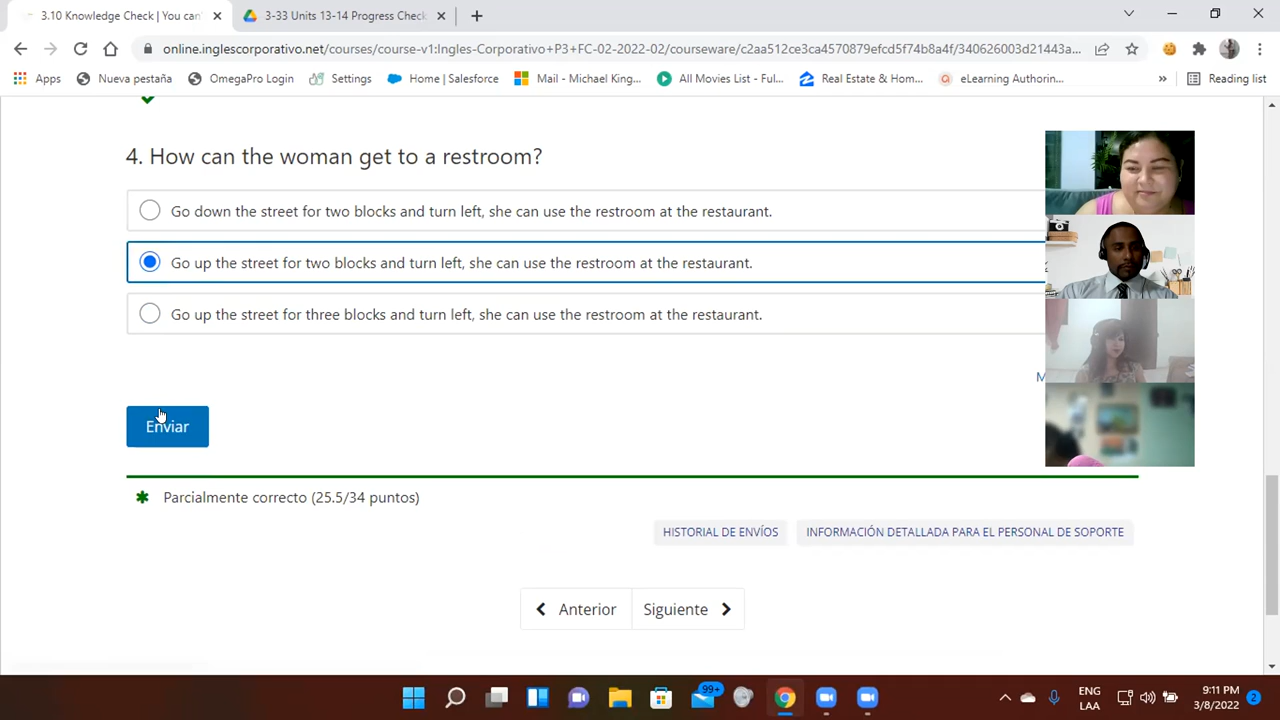 3.10 Knowledge Check | You can'
3-33 Units 13-14 Progress Check
online.inglescorporativo.net/courses/course-v1:Ingles-Corporativo+P3+FC-02-2022-02/courseware/c2aa512ce3ca4570879efcd5f74b8a4f/340626003d21443a...
Apps
Nueva pestaña
OmegaPro Login
Settings
Home | Salesforce
Mail - Michael King...
All Movies List - Ful...
Real Estate & Hom...
eLearning Authorin...
»
Reading list
4. How can the woman get to a restroom?
Go down the street for two blocks and turn left, she can use the restroom at the restaurant.
Go up the street for two blocks and turn left, she can use the restroom at the restaurant.
Go up the street for three blocks and turn left, she can use the restroom at the restaurant.
M
Enviar
Parcialmente correcto (25.5/34 puntos)
HISTORIAL DE ENVÍOS
INFORMACIÓN DETALLADA PARA EL PERSONAL DE SOPORTE
Anterior
Siguiente
99+
ENG
LAA
9:11 PM
3/8/2022
2